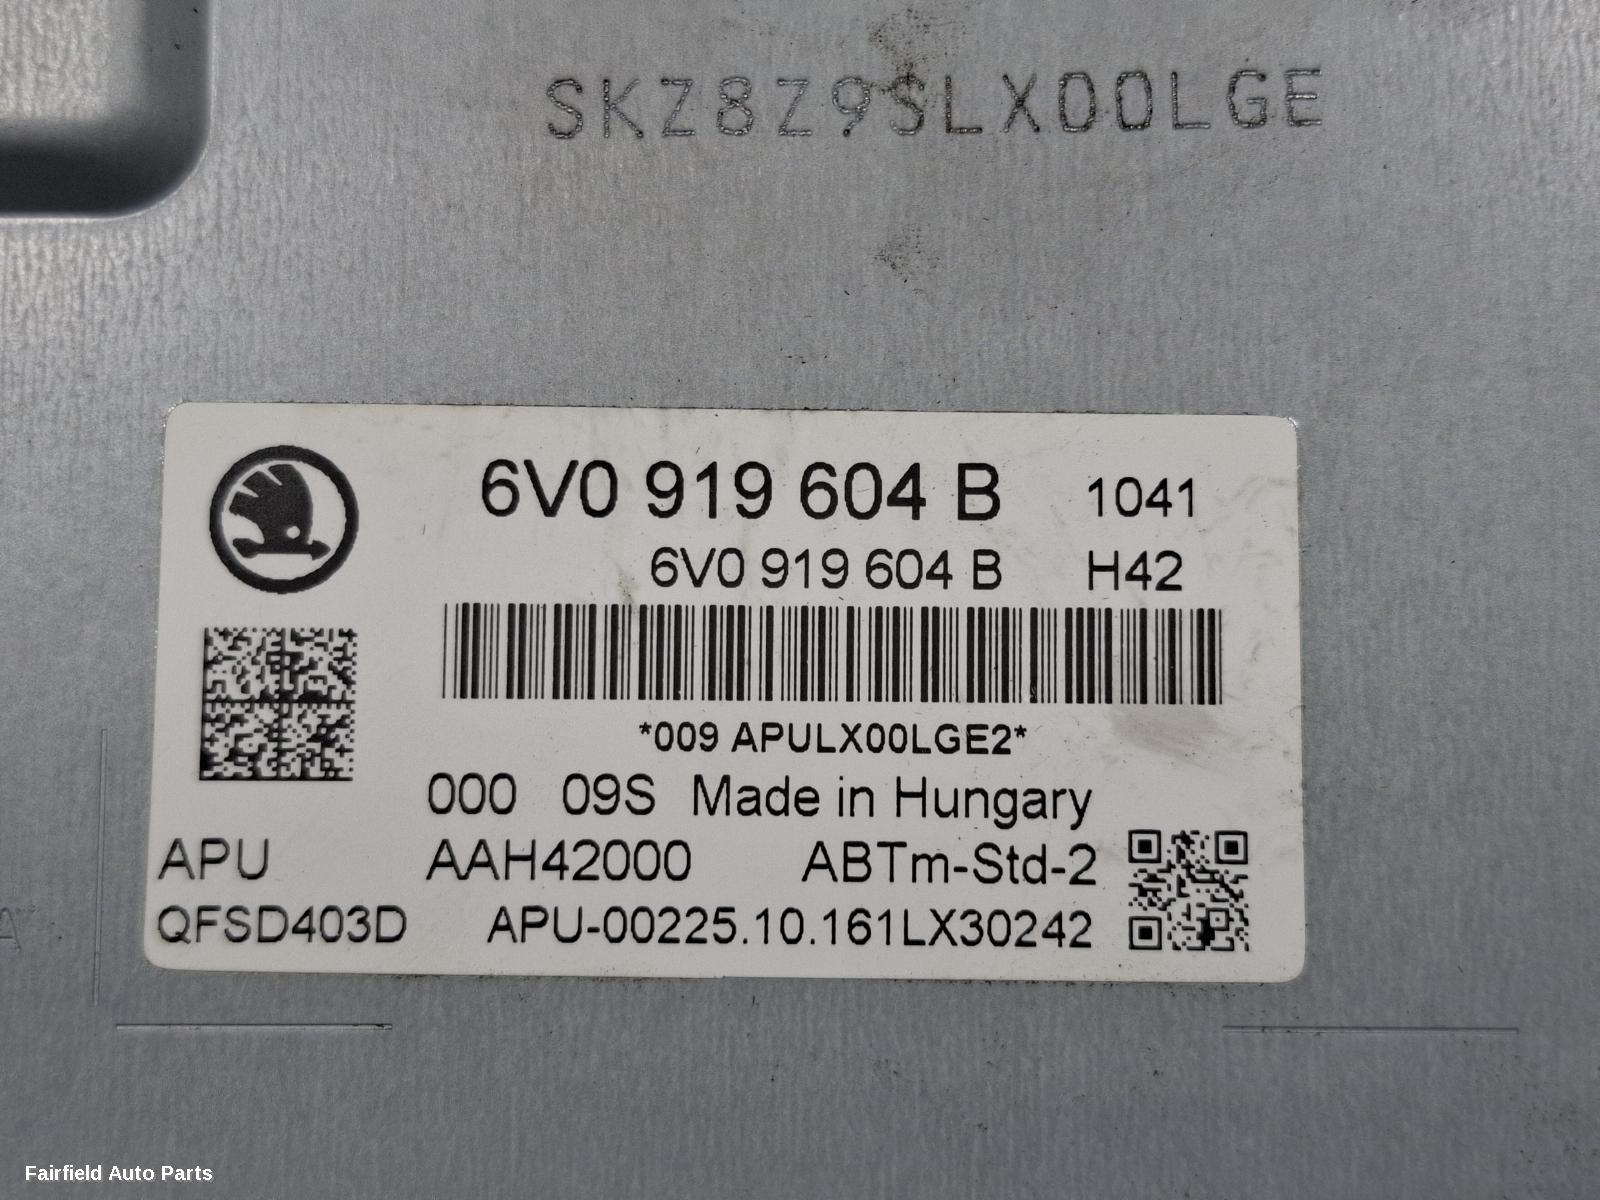 SKZ8Z9SLX00LGE
6V0 919 604 B 1041
6V0 919 604 B H42
*009 APULX00LGE2*
000 09S Made in Hungary
APU AAH42000 ABTm-Std-2
QFSD403D APU-00225.10.161LX30242
A
Fairfield Auto Parts